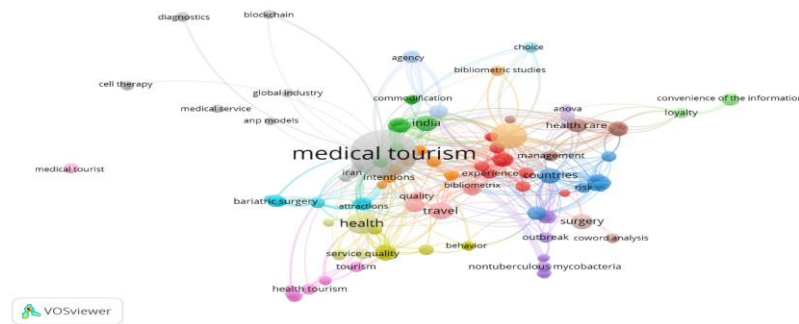 blockchain
diagnostics
choice
agency
bibliometric studies
cell therapy
global industry
commodification
convenience of the information
medical service
anova
loyalty
anp models
india
health care
medical tourism
management
medical tourist
iran
intentions
experience
countries
bibliometrix
risk
quality
bariatric surgery
attractions
travel
health
surgery
outbreak
coword analysis
behavior
service quality
tourism
nontuberculous mycobacteria
health tourism
VOSviewer